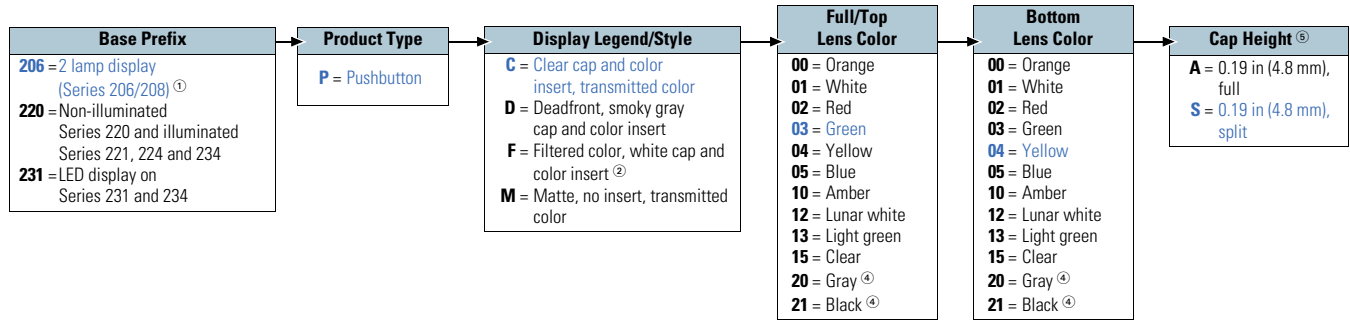 Base Prefix
206 =2 lamp display
(Series 206/208) ①
220 =Non-illuminated
Series 220 and illuminated
Series 221, 224 and 234
231 =LED display on
Series 231 and 234
Product Type
P = Pushbutton
Display Legend/Style
C = Clear cap and color
insert, transmitted color
D = Deadfront, smoky gray
cap and color insert
F = Filtered color, white cap and
color insert ②
M = Matte, no insert, transmitted
color
Full/Top
Lens Color
00 = Orange
01 = White
02 = Red
03 = Green
04 = Yellow
05 = Blue
10 = Amber
12 = Lunar white
13 = Light green
15 = Clear
20 = Gray ④
21 = Black ④
Bottom
Lens Color
00 = Orange
01 = White
02 = Red
03 = Green
04 = Yellow
05 = Blue
10 = Amber
12 = Lunar white
13 = Light green
15 = Clear
20 = Gray ④
21 = Black ④
Cap Height ⑤
A = 0.19 in (4.8 mm),
full
S = 0.19 in (4.8 mm),
split